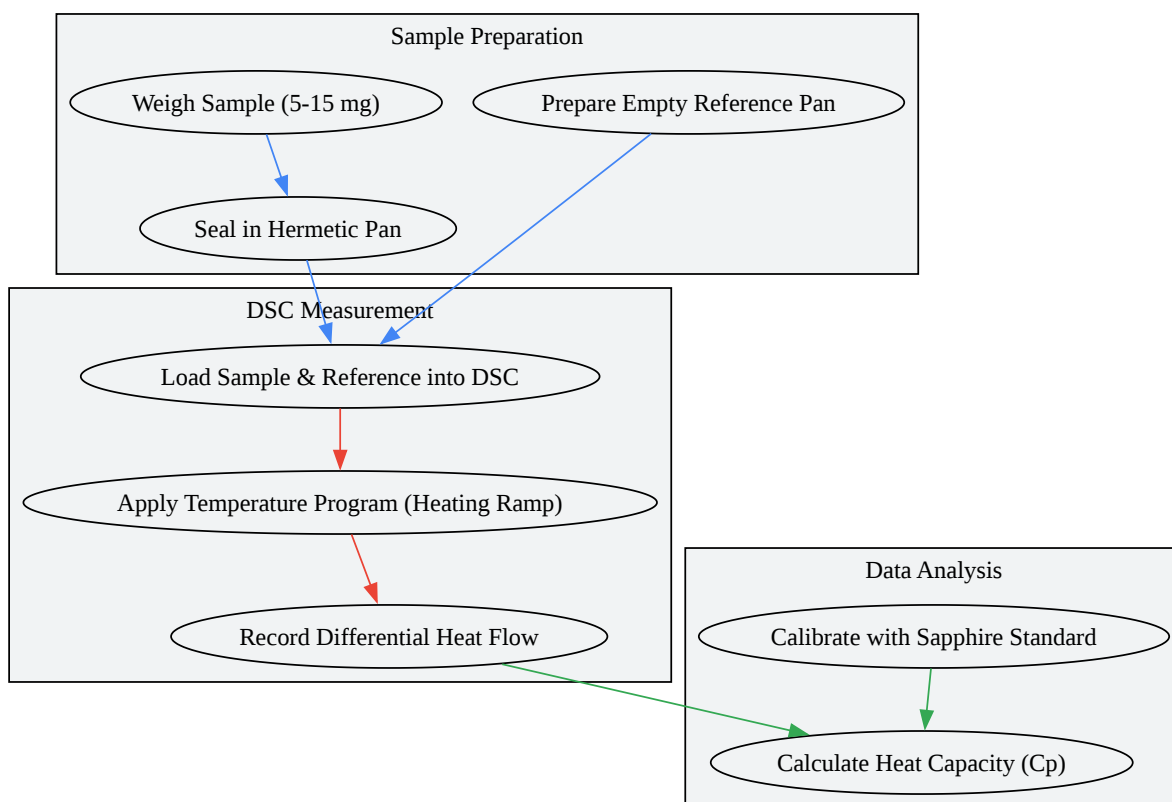 Sample Preparation
Weigh Sample (5-15 mg)
Prepare Empty Reference Pan
Seal in Hermetic Pan
DSC Measurement
Load Sample & Reference into DSC
Apply Temperature Program (Heating Ramp)
Record Differential Heat Flow
Data Analysis
Calibrate with Sapphire Standard
Calculate Heat Capacity (Cp)